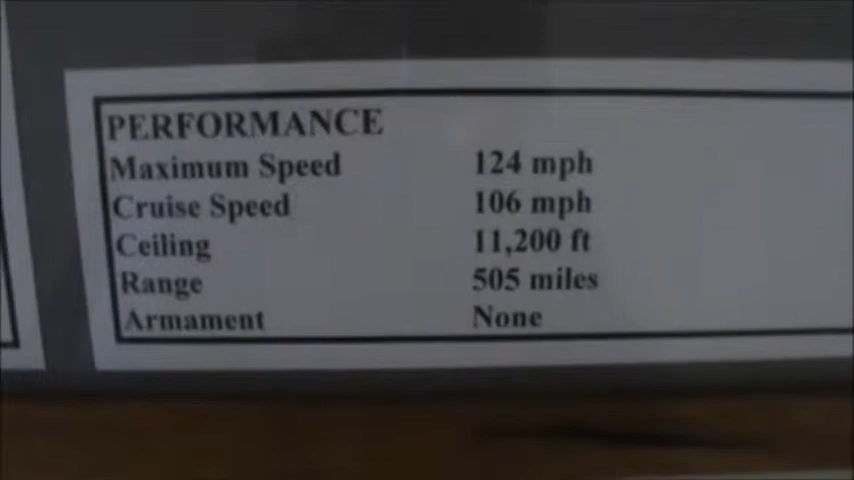 PERFORMANCE
Maximum Speed 124 mph
Cruise Speed 106 mph
Ceiling 11,200 ft
Range 505 miles
Armament None